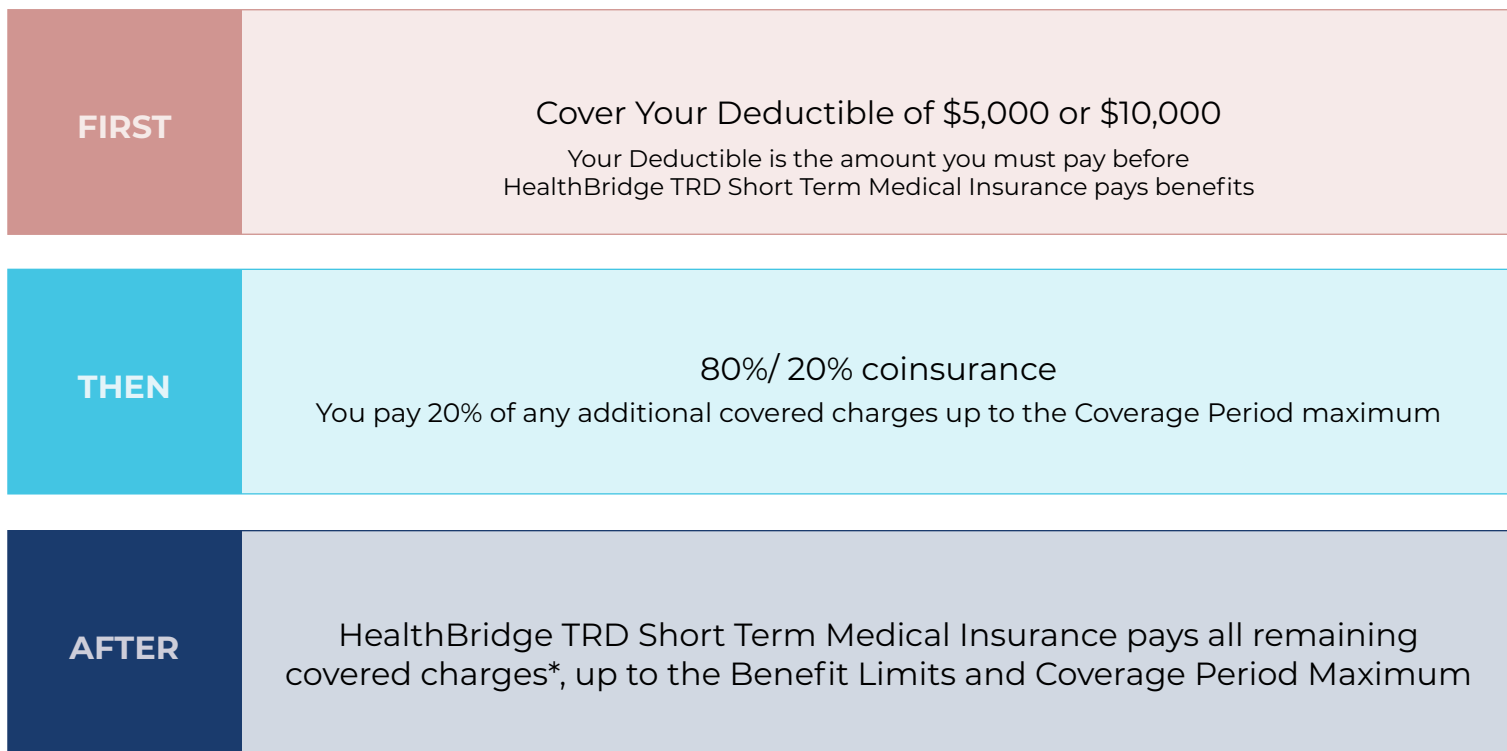 FIRST
Cover Your Deductible of $5,000 or $10,000
Your Deductible is the amount you must pay before
HealthBridge TRD Short Term Medical Insurance pays benefits
THEN
80%/ 20% coinsurance
You pay 20% of any additional covered charges up to the Coverage Period maximum
AFTER
HealthBridge TRD Short Term Medical Insurance pays all remaining
covered charges*, up to the Benefit Limits and Coverage Period Maximum